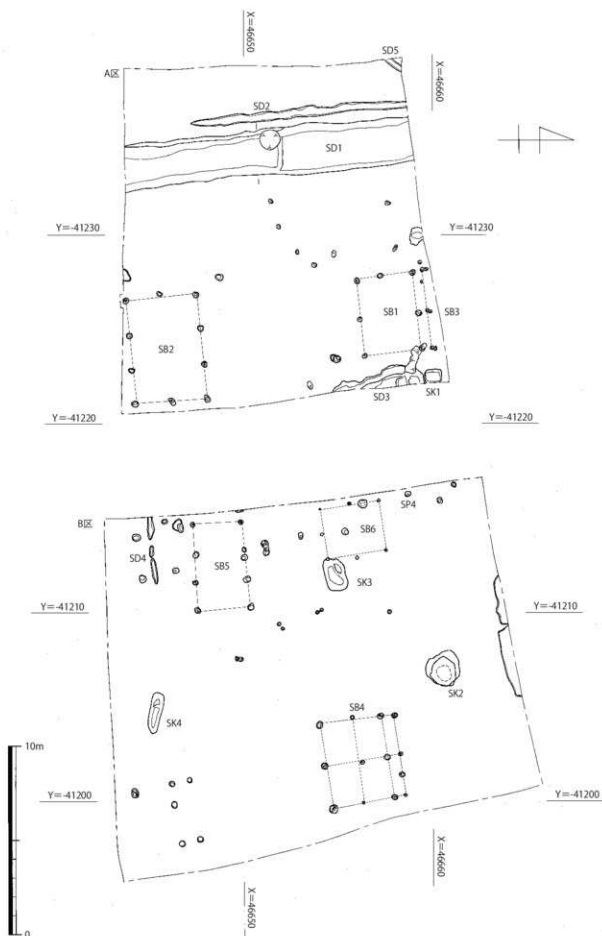 X=46650
X=46660
SD5
A区
SD2
SD1
Y=-41230
Y=-41230
SB1
SB3
SB2
SD3
SK1
Y=-41220
Y=-41220
B区
SP4
SD4
SB6
SB5
SK3
Y=-41210
Y=-41210
SK2
SB4
SK4
10m
Y=-41200
Y=-41200
X=46660
X=46650
0